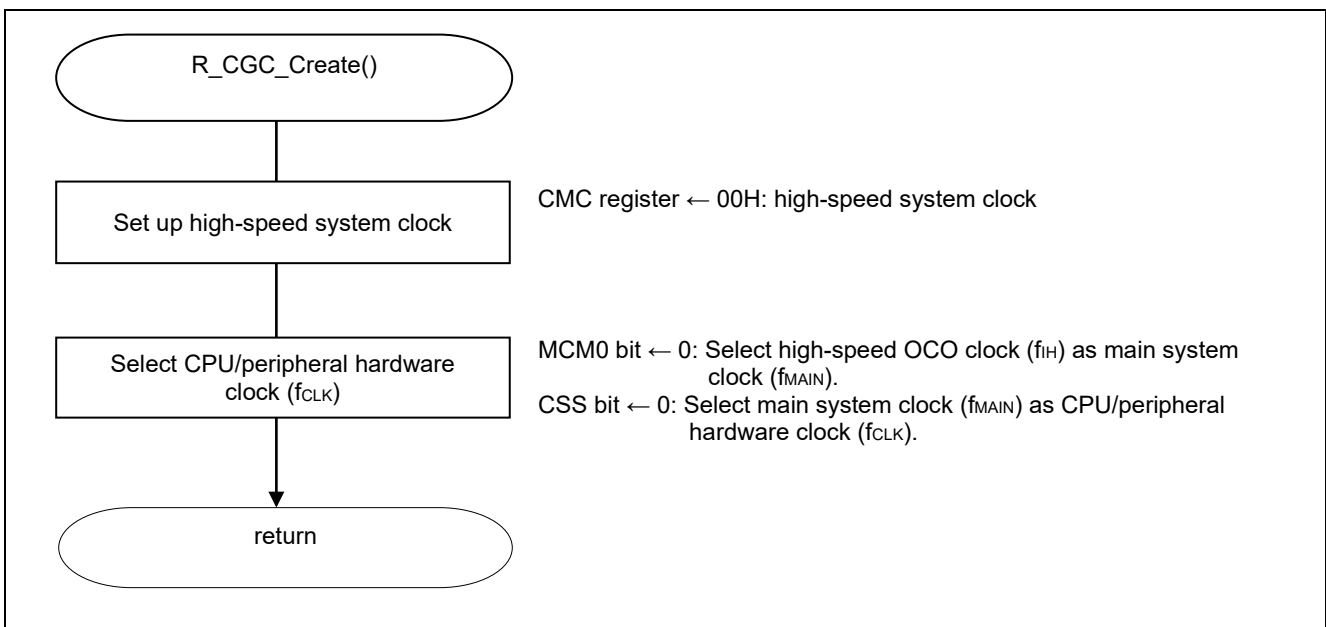 R_CGC_Create()
Set up high-speed system clock
CMC register ← 00H: high-speed system clock
Select CPU/peripheral hardware
clock (fCLK)
MCM0 bit ← 0: Select high-speed OCO clock (fIH) as main system
clock (fMAIN).
CSS bit ← 0: Select main system clock (fMAIN) as CPU/peripheral
hardware clock (fCLK).
return